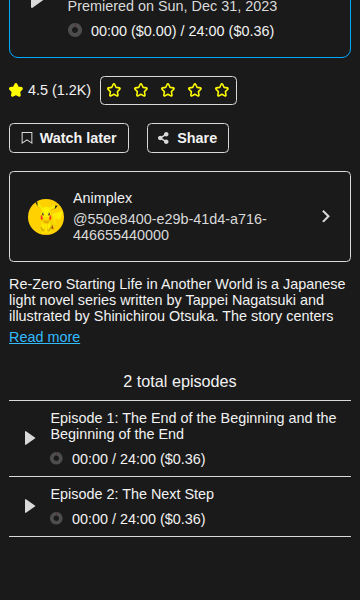 Premiered on Sun, Dec 31, 2023
00:00 ($0.00) / 24:00 ($0.36)
4.5 (1.2K)
Watch later
Share
Animplex
@550e8400-e29b-41d4-a716-
446655440000
Re-Zero Starting Life in Another World is a Japanese
light novel series written by Tappei Nagatsuki and
illustrated by Shinichirou Otsuka. The story centers
Read more
2 total episodes
Episode 1: The End of the Beginning and the
Beginning of the End
00:00 / 24:00 ($0.36)
Episode 2: The Next Step
00:00 / 24:00 ($0.36)